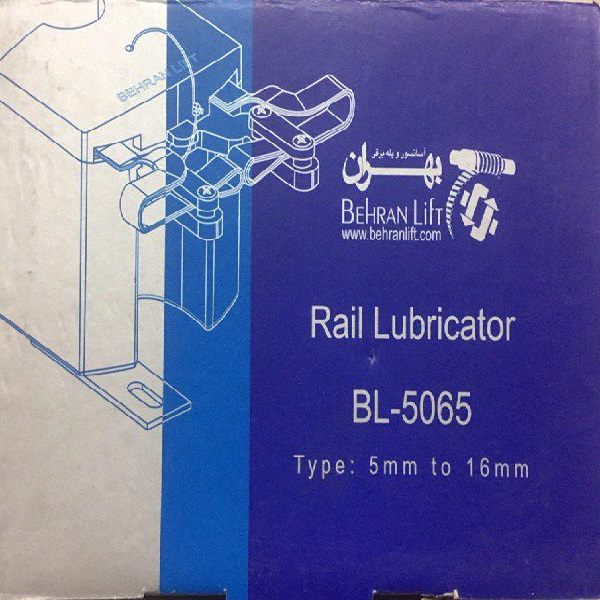 BEHRAN LIFT
آسانسور و پله برقی
بهران
BEHRAN LIFT
www.behranlift.com
Rail Lubricator
BL-5065
Type: 5mm to 16mm